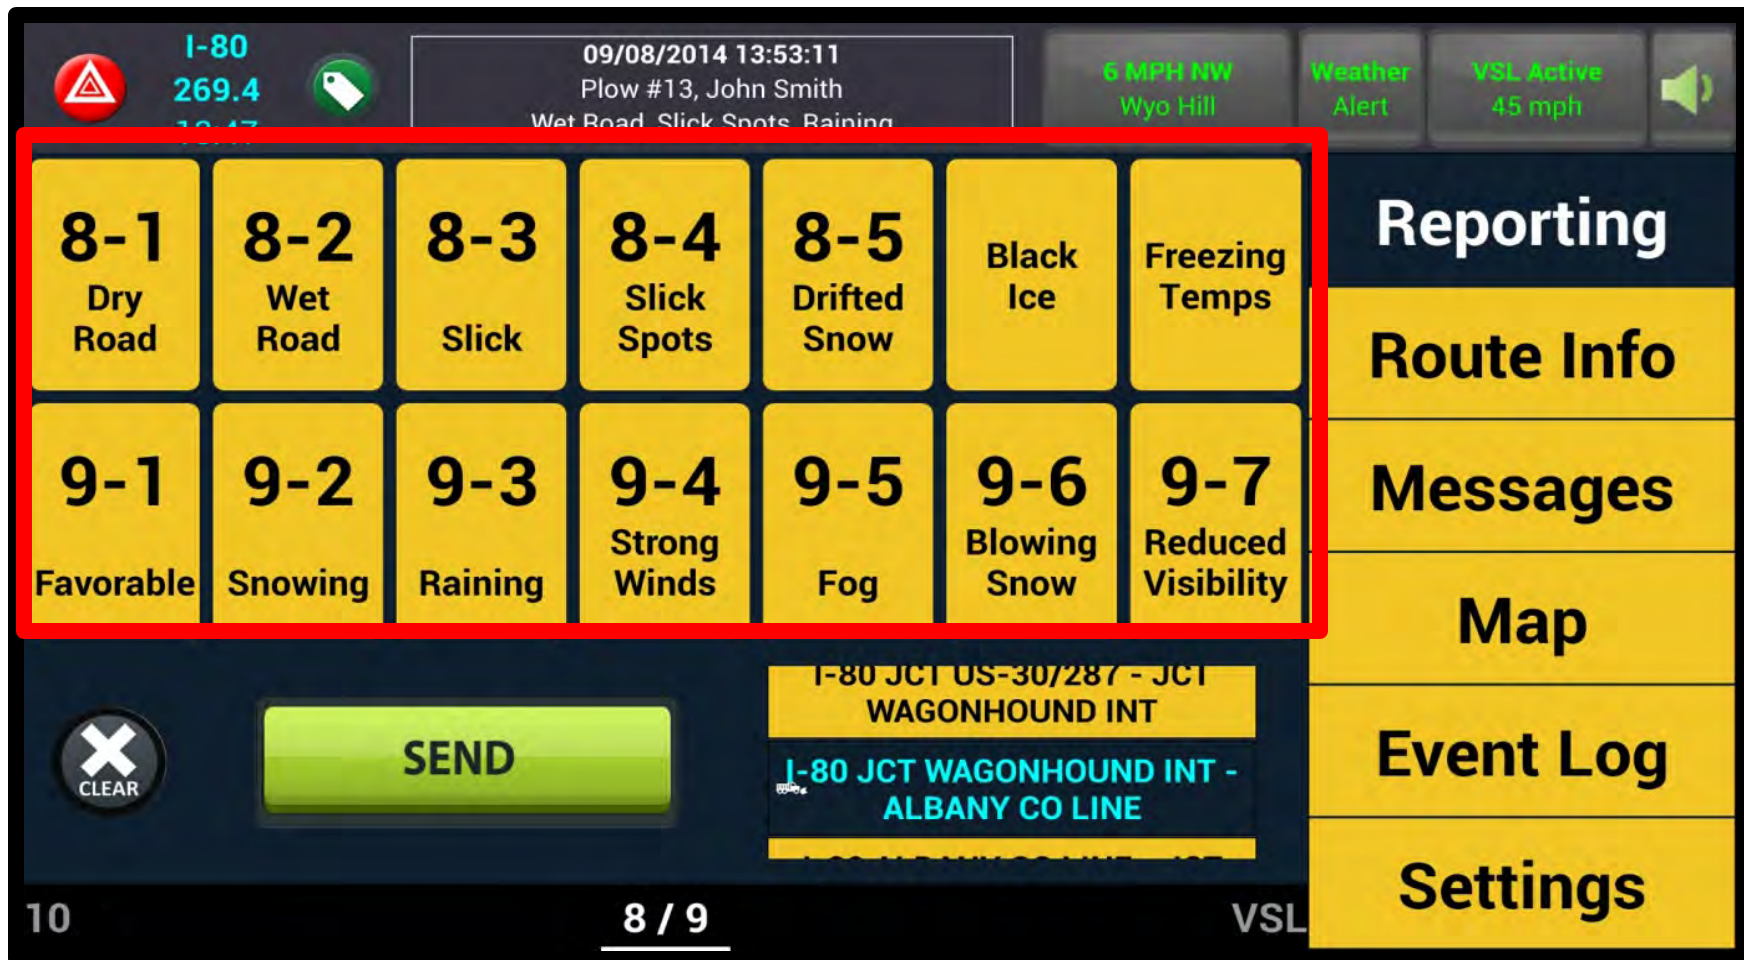 I-80
269.4
09/08/2014 13:53:11
Plow #13, John Smith
Wet Road, Slick Spots, Raining
6 MPH NW
Wyo Hill
Weather
Alert
VSL Active
45 mph
8-1
Dry
Road
8-2
Wet
Road
8-3
Slick
8-4
Slick
Spots
8-5
Drifted
Snow
Black
Ice
Freezing
Temps
9-1
Favorable
9-2
Snowing
9-3
Raining
9-4
Strong
Winds
9-5
Fog
9-6
Blowing
Snow
9-7
Reduced
Visibility
Reporting
Route Info
Messages
Map
Event Log
Settings
CLEAR
SEND
I-80 JCT US-30/287 - JCT
WAGONHOUND INT
I-80 JCT WAGONHOUND INT -
ALBANY CO LINE
10
8 / 9
VSL